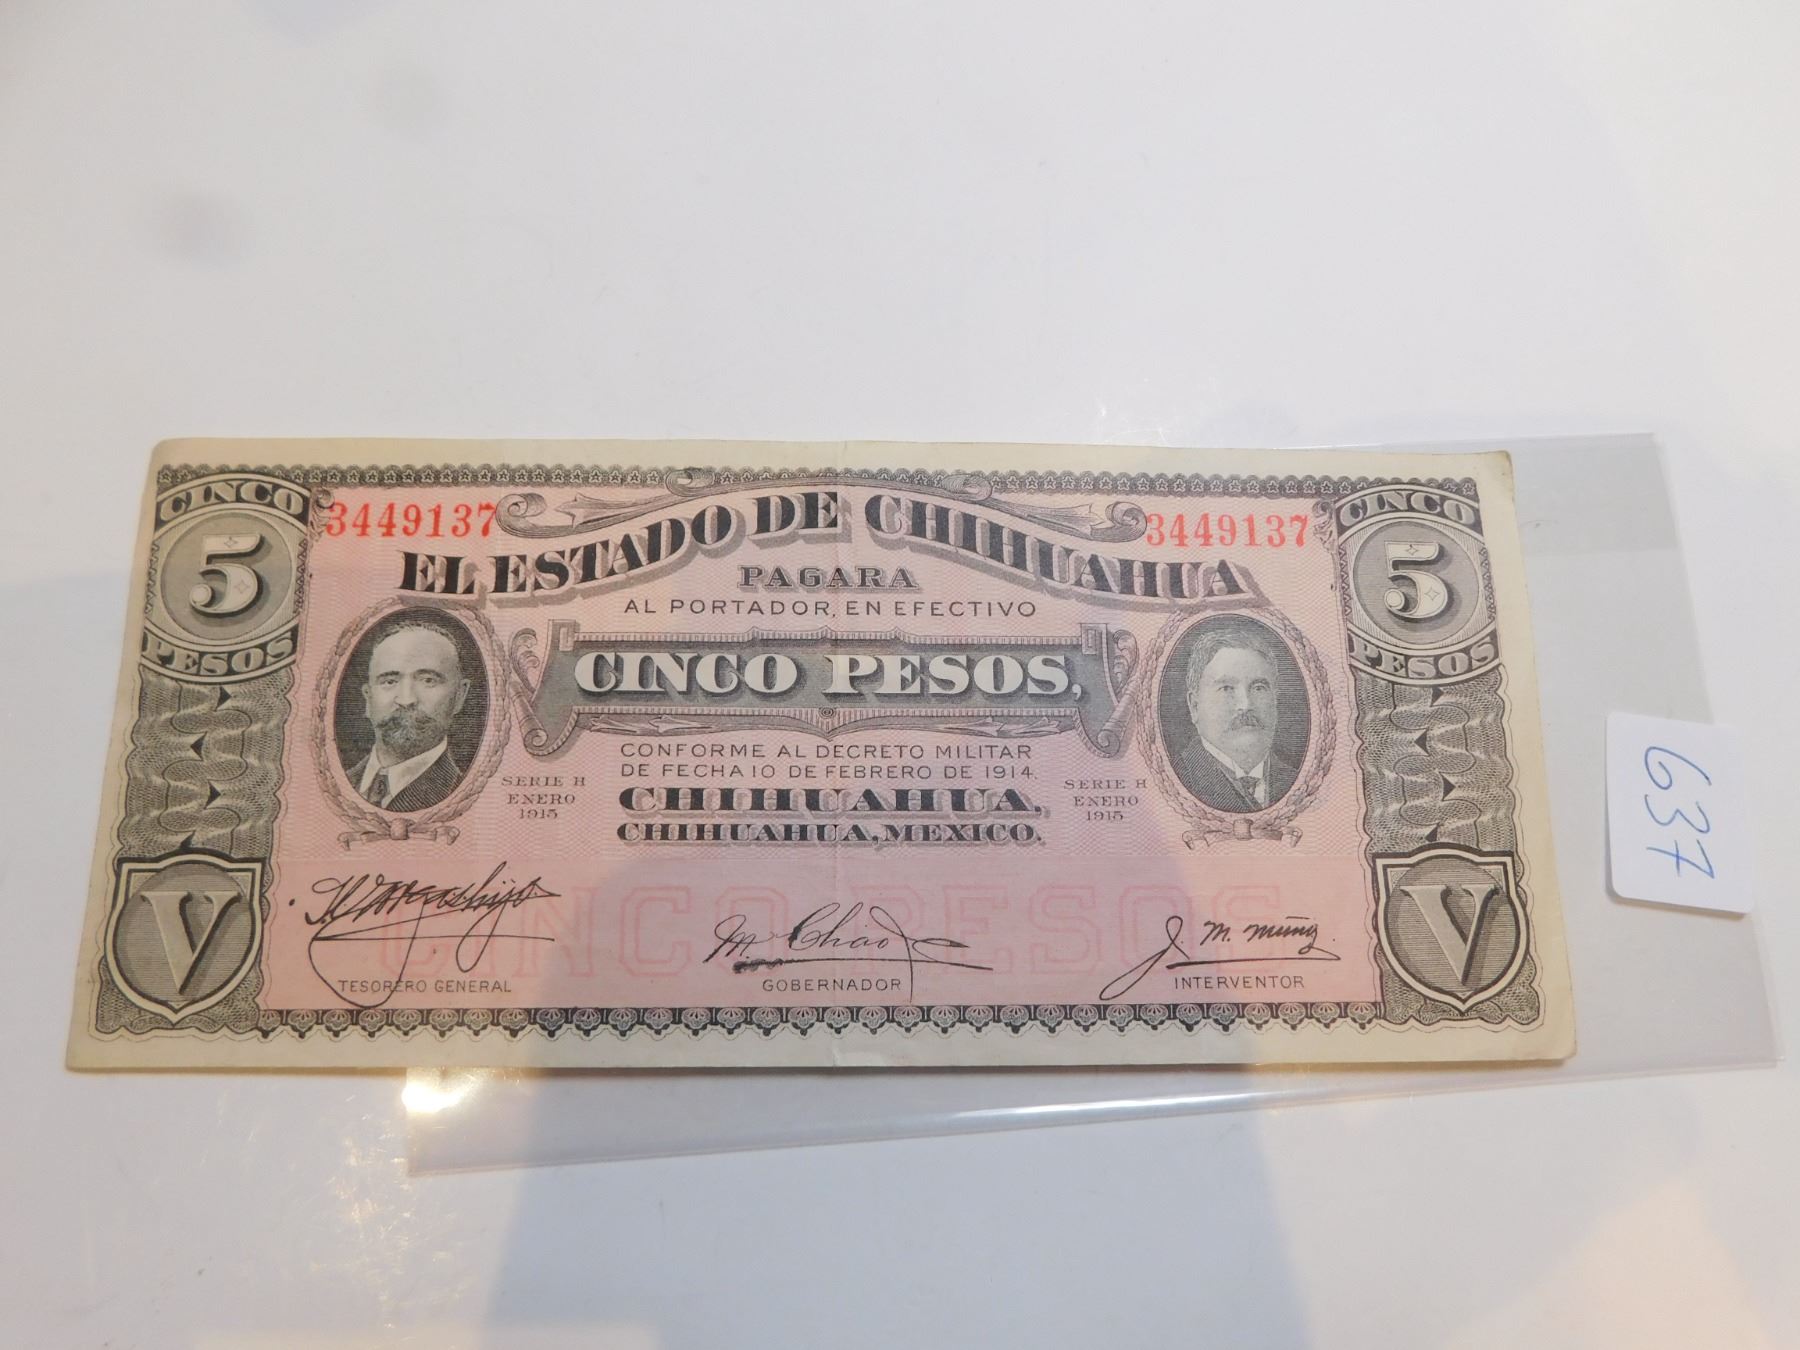 CINCO
5
PESOS
3449137
EL ESTADO DE CHIHUAHUA
3449137
CINCO
5
PESOS
PAGARA
AL PORTADOR, EN EFECTIVO
CINCO PESOS,
CONFORME AL DECRETO MILITAR
DE FECHA 10 DE FEBRERO DE 1914.
CHIHUAHUA,
CHIHUAHUA, MEXICO.
SERIE H
ENERO
1915
SERIE H
ENERO
1915
CINCO PESOS
V
V
M. Chao
J. M. Muñiz.
TESORERO GENERAL
GOBERNADOR
INTERVENTOR
637